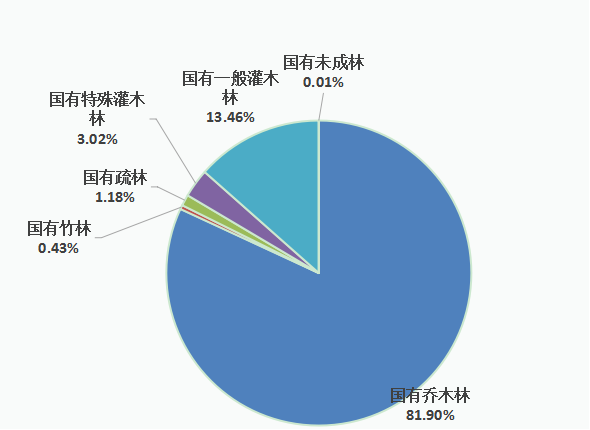 国有未成林
0.01%
国有一般灌木
林
13.46%
国有特殊灌木
林
3.02%
国有疏林
1.18%
国有竹林
0.43%
国有乔木林
81.90%